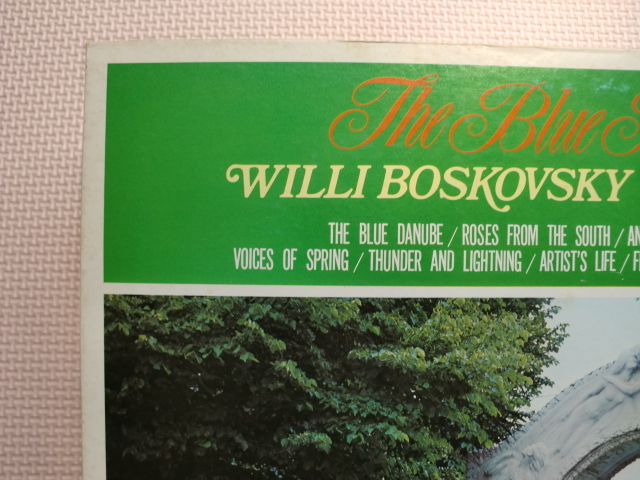 The Blue
WILLI BOSKOVSKY
THE BLUE DANUBE / ROSES FROM THE SOUTH /
VOICES OF SPRING / THUNDER AND LIGHTNING / ARTIST'S LIFE /